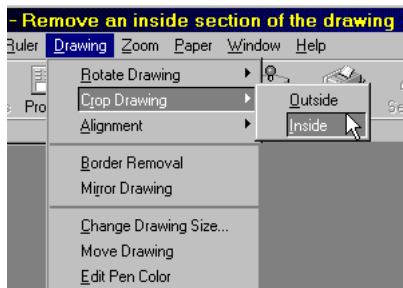 - Remove an inside section of the drawing
Ruler Drawing Zoom Paper Window Help
Rotate Drawing
Pro Crop Drawing Outside
Alignment Inside
Border Removal
Mirror Drawing
Change Drawing Size...
Move Drawing
Edit Pen Color